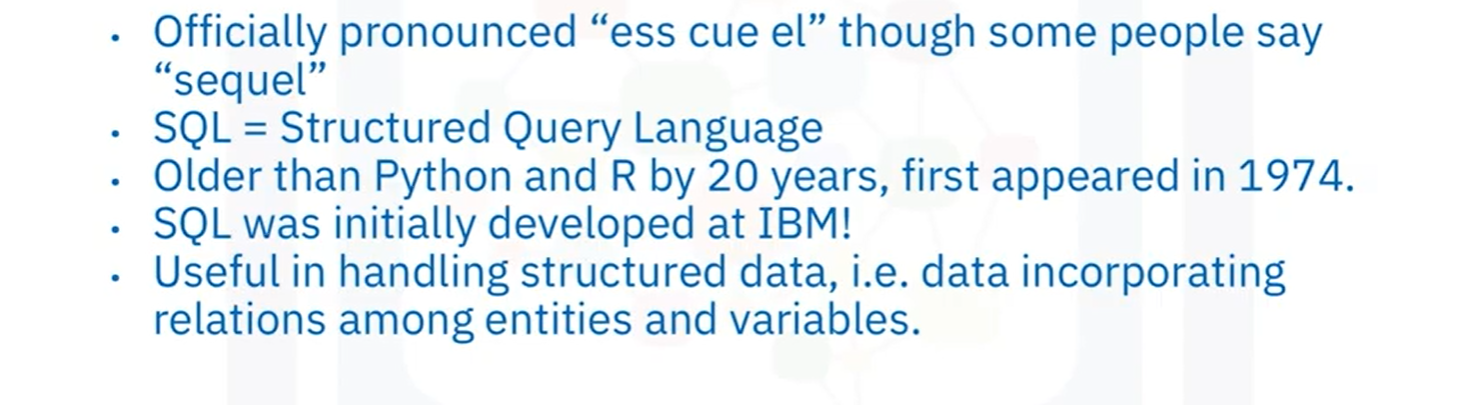 • Officially pronounced “ess cue el” though some people say
“sequel”
• SQL = Structured Query Language
• Older than Python and R by 20 years, first appeared in 1974.
• SQL was initially developed at IBM!
• Useful in handling structured data, i.e. data incorporating
relations among entities and variables.